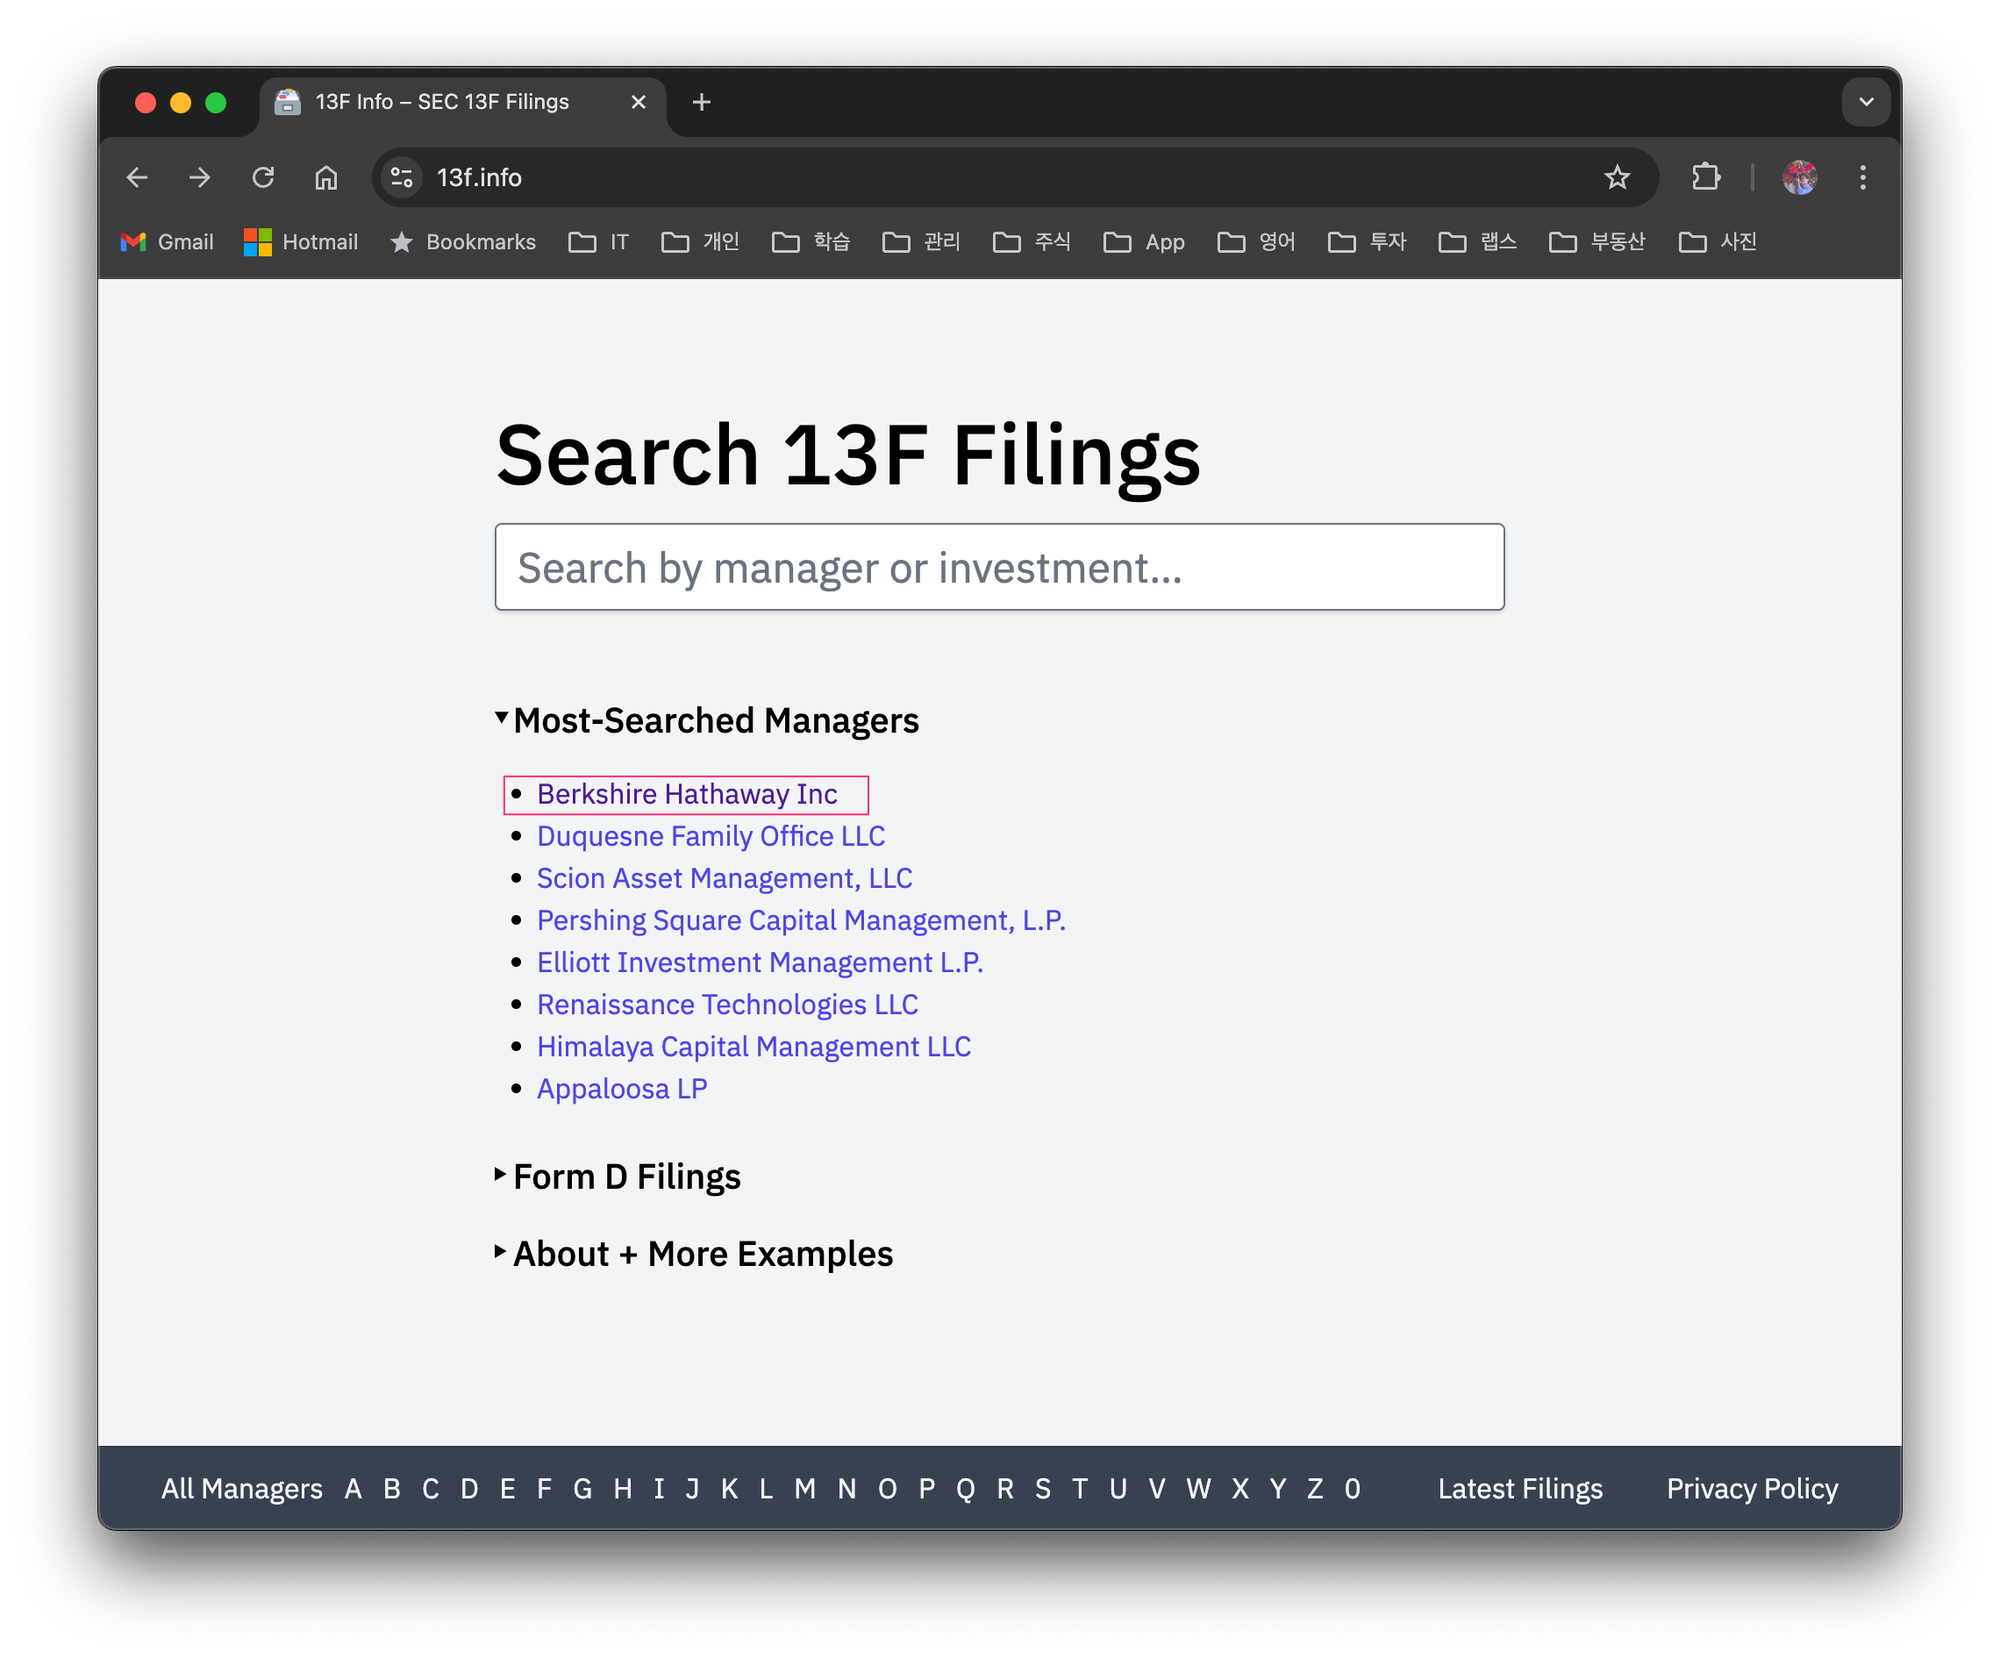 13F Info – SEC 13F Filings
13f.info
Gmail Hotmail Bookmarks IT 개인 학습 관리 주식 App 영어 투자 랩스 부동산 사진
Search 13F Filings
Search by manager or investment...
Most-Searched Managers
Berkshire Hathaway Inc
Duquesne Family Office LLC
Scion Asset Management, LLC
Pershing Square Capital Management, L.P.
Elliott Investment Management L.P.
Renaissance Technologies LLC
Himalaya Capital Management LLC
Appaloosa LP
Form D Filings
About + More Examples
All Managers A B C D E F G H I J K L M N O P Q R S T U V W X Y Z 0 Latest Filings Privacy Policy